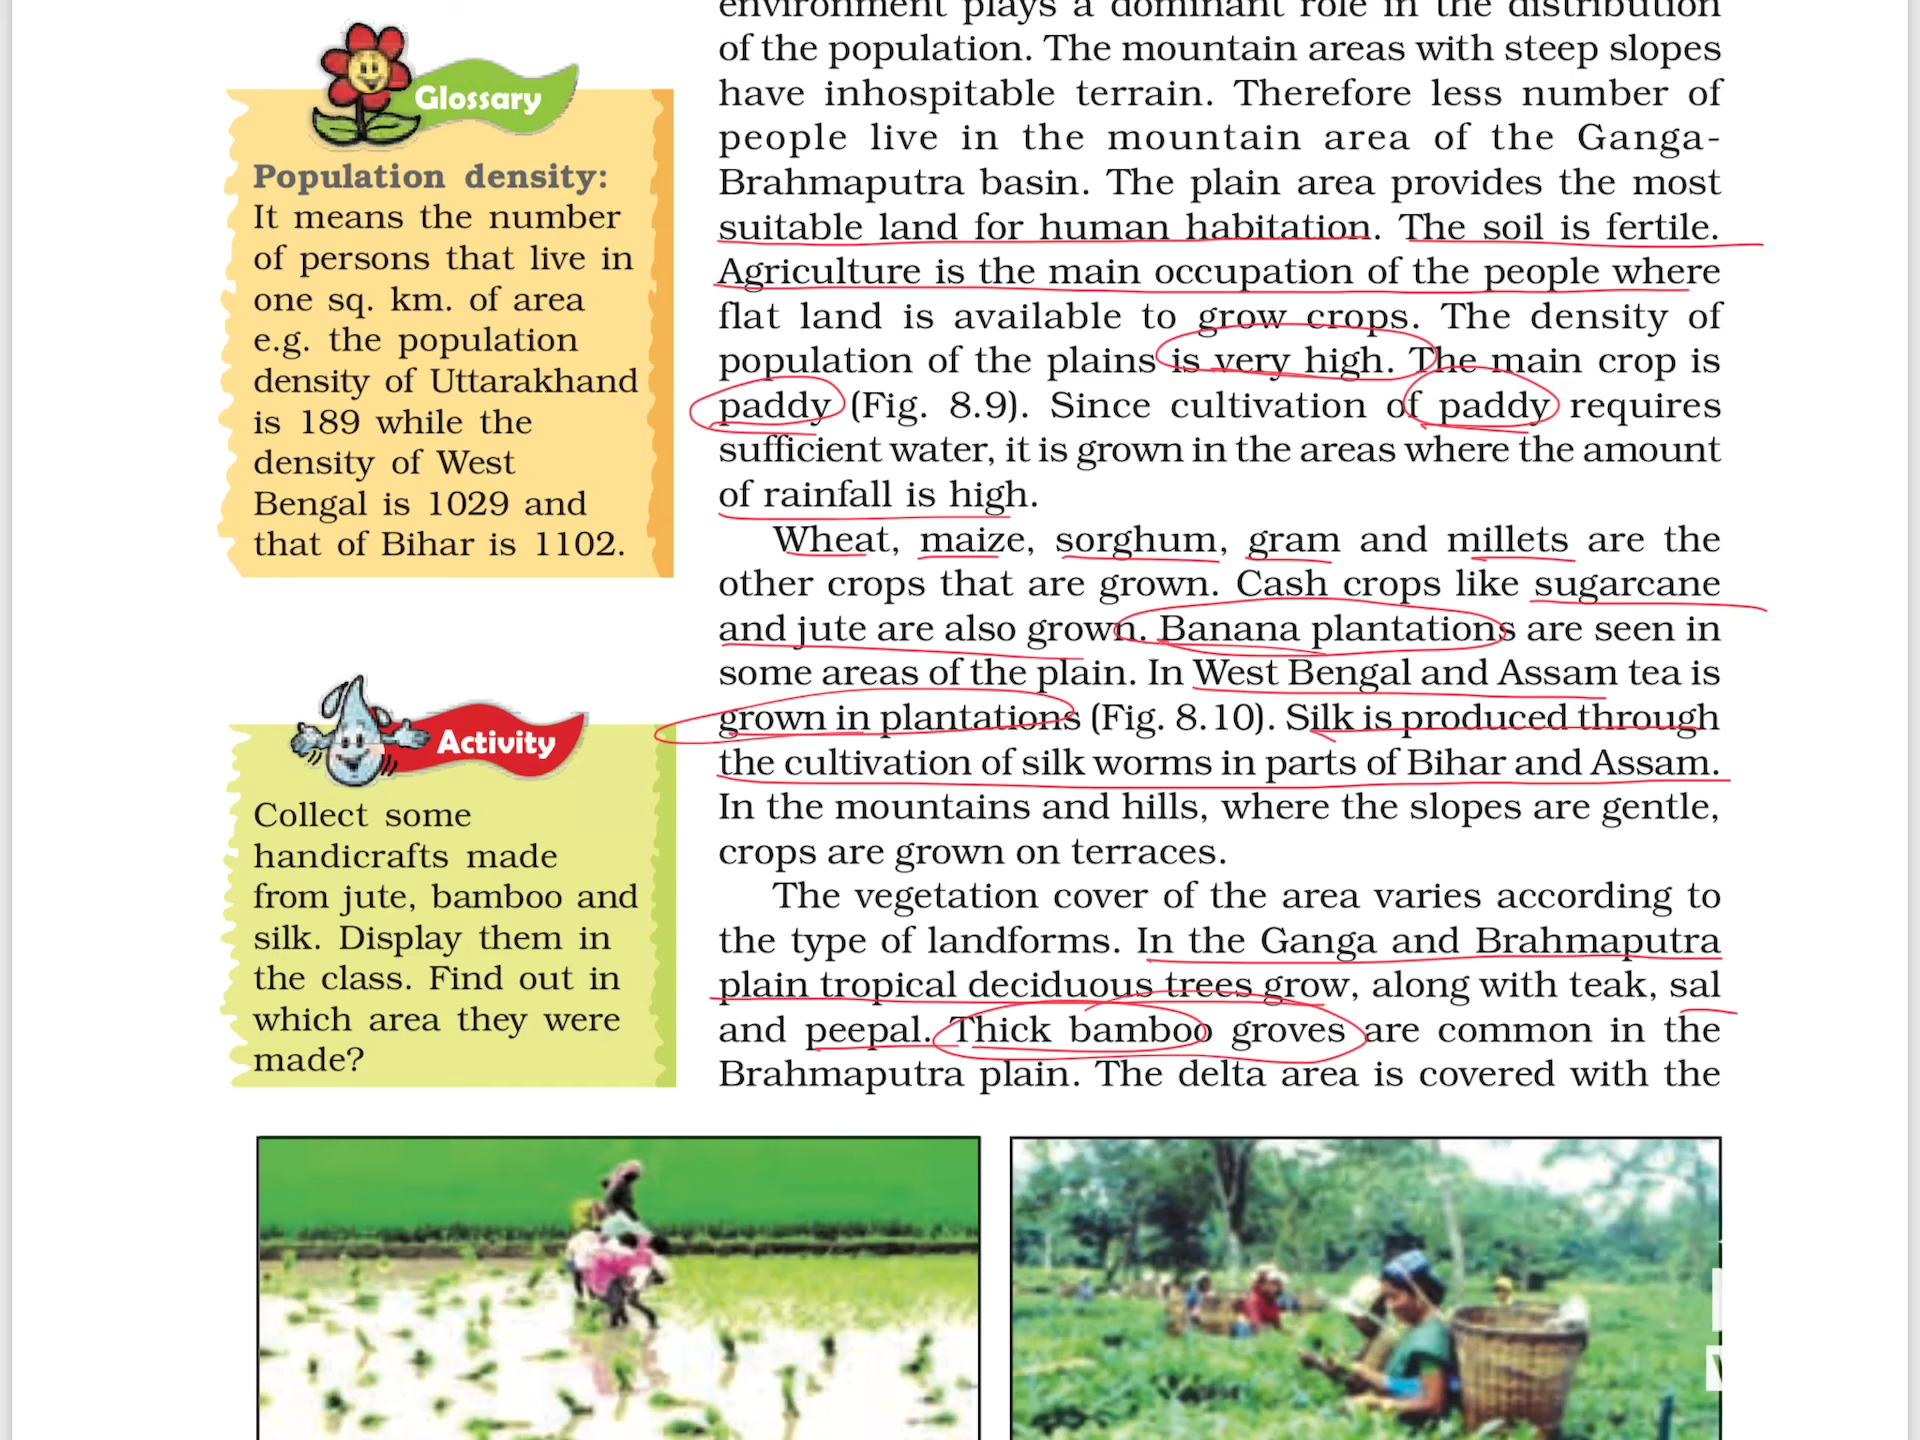 Glossary
Population density:
It means the number
of persons that live in
one sq. km. of area
e.g. the population
density of Uttarakhand
is 189 while the
density of West
Bengal is 1029 and
that of Bihar is 1102.
Activity
Collect some
handicrafts made
from jute, bamboo and
silk. Display them in
the class. Find out in
which area they were
made?
environment plays a dominant role in the distribution
of the population. The mountain areas with steep slopes
have inhospitable terrain. Therefore less number of
people live in the mountain area of the Ganga-
Brahmaputra basin. The plain area provides the most
suitable land for human habitation. The soil is fertile.
Agriculture is the main occupation of the people where
flat land is available to grow crops. The density of
population of the plains is very high. The main crop is
paddy (Fig. 8.9). Since cultivation of paddy requires
sufficient water, it is grown in the areas where the amount
of rainfall is high.
Wheat, maize, sorghum, gram and millets are the
other crops that are grown. Cash crops like sugarcane
and jute are also grown. Banana plantations are seen in
some areas of the plain. In West Bengal and Assam tea is
grown in plantations (Fig. 8.10). Silk is produced through
the cultivation of silk worms in parts of Bihar and Assam.
In the mountains and hills, where the slopes are gentle,
crops are grown on terraces.
The vegetation cover of the area varies according to
the type of landforms. In the Ganga and Brahmaputra
plain tropical deciduous trees grow, along with teak, sal
and peepal. Thick bamboo groves are common in the
Brahmaputra plain. The delta area is covered with the